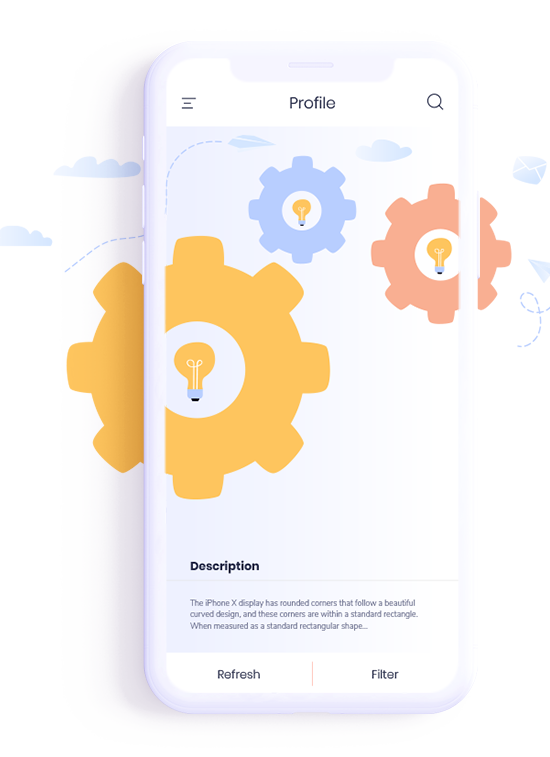 Profile
Description
The iPhone X display has rounded corners that follow a beautiful
curved design, and these corners are within a standard rectangle.
When measured as a standard rectangular shape...
Refresh
Filter